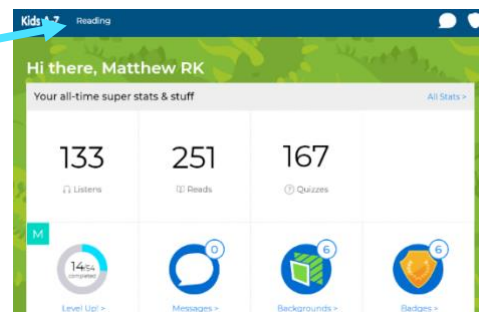 Kids A-Z Reading
Hi there, Matthew RK
Your all-time super stats & stuff All Stats >
133 251 167
Listens Reads Quizzes
M
14/54 0 6 6
completed
Level Up! > Messages > Backgrounds > Badges >